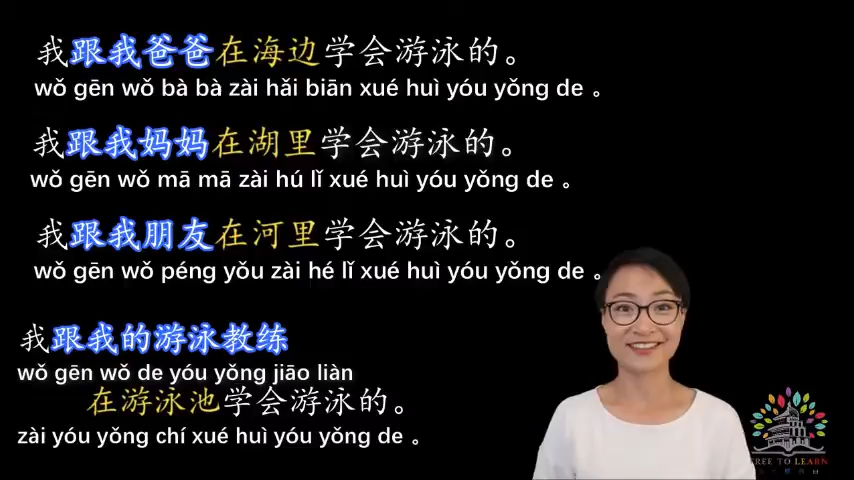 我跟我爸爸在海边学会游泳的。
wǒ gēn wǒ bà bà zài hǎi biān xué huì yóu yǒng de 。
我跟我妈妈在湖里学会游泳的。
wǒ gēn wǒ mā mā zài hú lǐ xué huì yóu yǒng de 。
我跟我朋友在河里学会游泳的。
wǒ gēn wǒ péng yǒu zài hé lǐ xué huì yóu yǒng de 。
我跟我的游泳教练
wǒ gēn wǒ de yóu yǒng jiāo liàn
在游泳池学会游泳的。
zài yóu yǒng chí xué huì yóu yǒng de 。
FREE TO LEARN